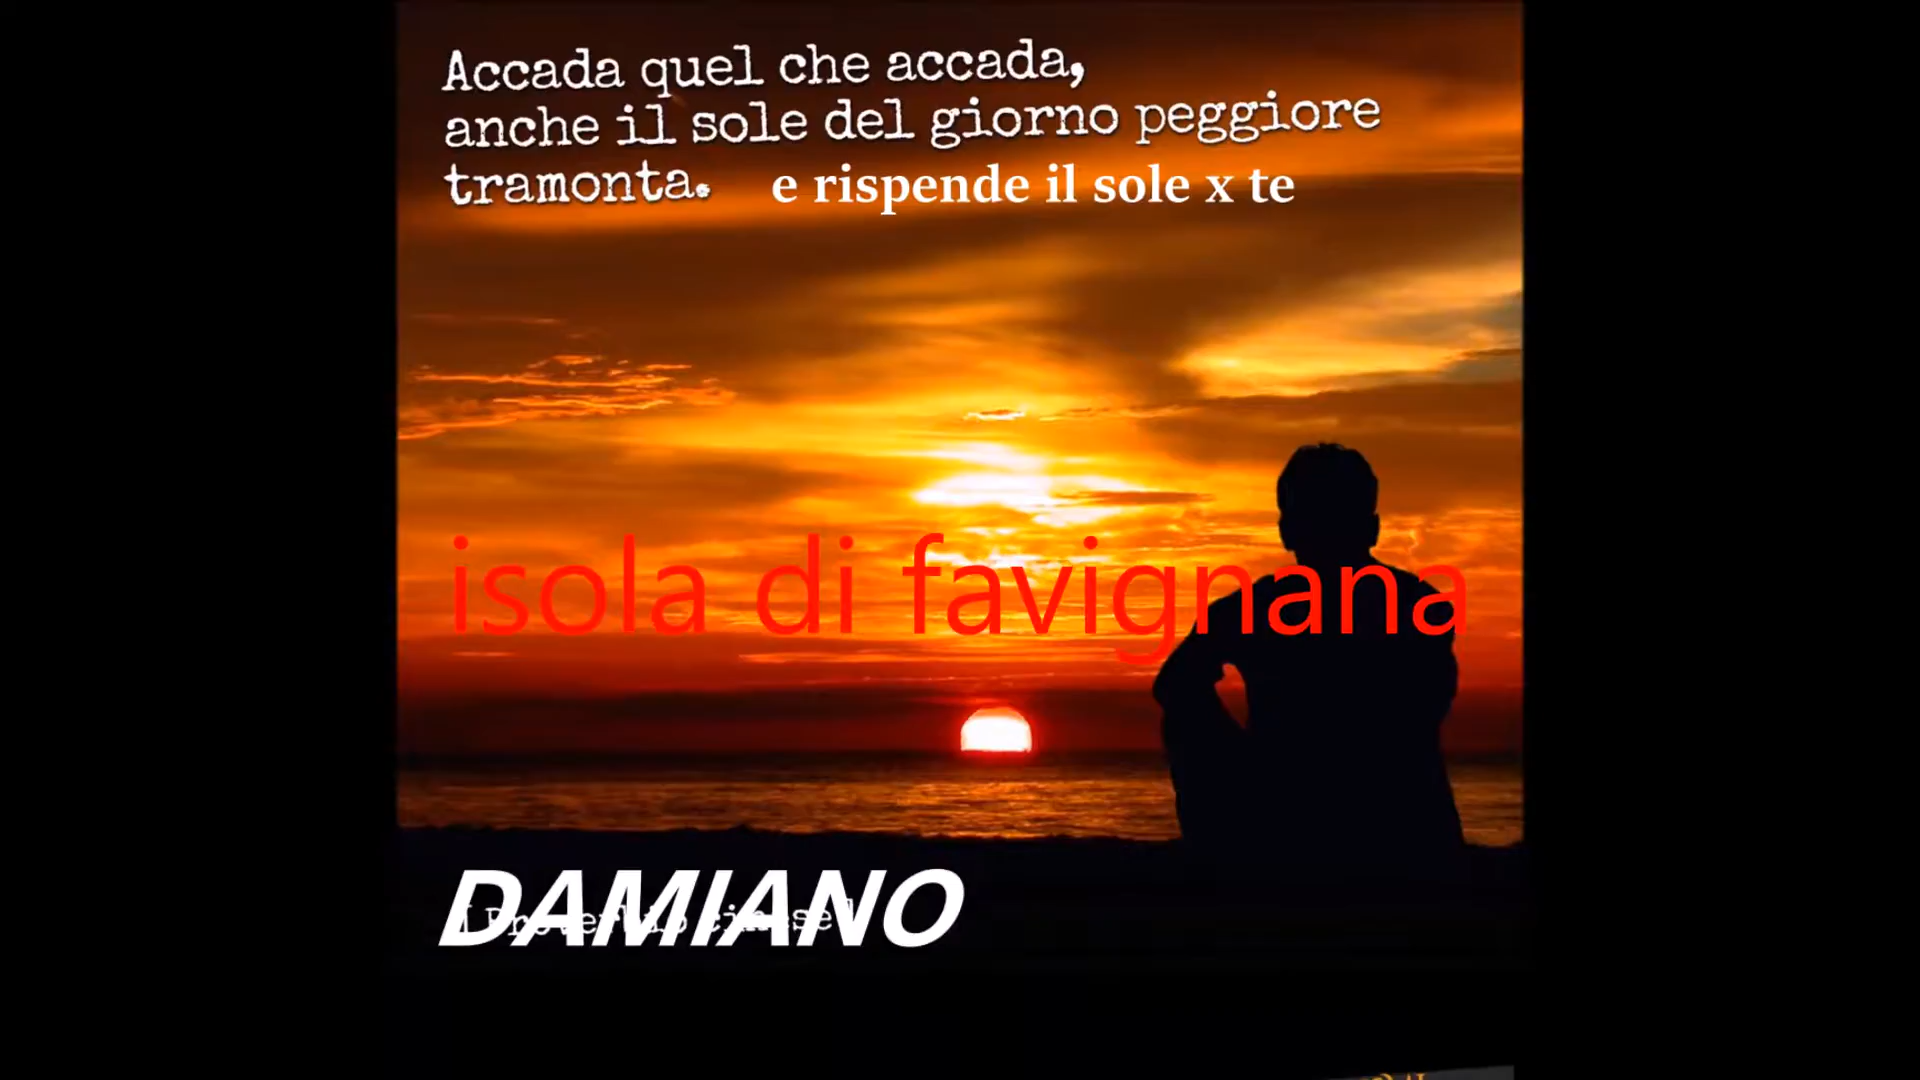 Accada quel che accada,
anche il sole del giorno peggiore
tramonta. e rispende il sole x te
isola di favignana
DAMIANO